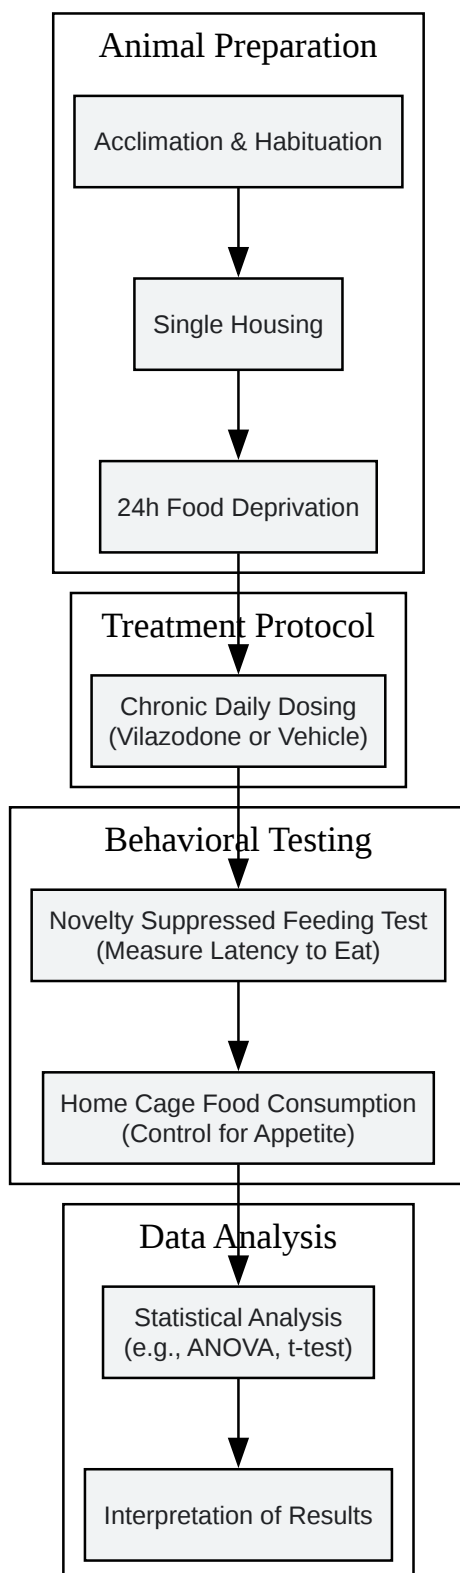 Animal Preparation
Acclimation & Habituation
Single Housing
24h Food Deprivation
Treatment Protocol
Chronic Daily Dosing
(Vilazodone or Vehicle)
Behavioral Testing
Novelty Suppressed Feeding Test
(Measure Latency to Eat)
Home Cage Food Consumption
(Control for Appetite)
Data Analysis
Statistical Analysis
(e.g., ANOVA, t-test)
Interpretation of Results